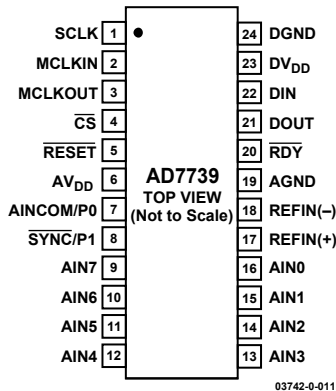 SCLK 1 24 DGND
MCLKIN 2 23 DVDD
MCLKOUT 3 22 DIN
CS 4 21 DOUT
RESET 5 20 RDY
AVDD 6 19 AGND
AINCOM/P0 7 18 REFIN(–)
SYNC/P1 8 17 REFIN(+)
AIN7 9 16 AIN0
AIN6 10 15 AIN1
AIN5 11 14 AIN2
AIN4 12 13 AIN3
AD7739
TOP VIEW
(Not to Scale)
03742-0-011